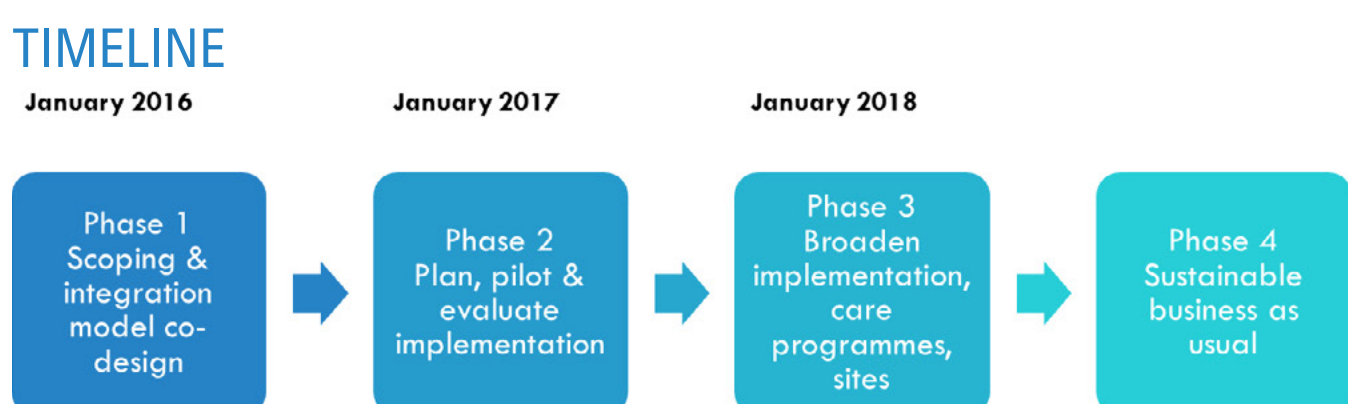 TIMELINE
January 2016
January 2017
January 2018
Phase 1
Scoping &
integration
model co-
design
Phase 2
Plan, pilot &
evaluate
implementation
Phase 3
Broaden
implementation,
care
programmes,
sites
Phase 4
Sustainable
business as
usual